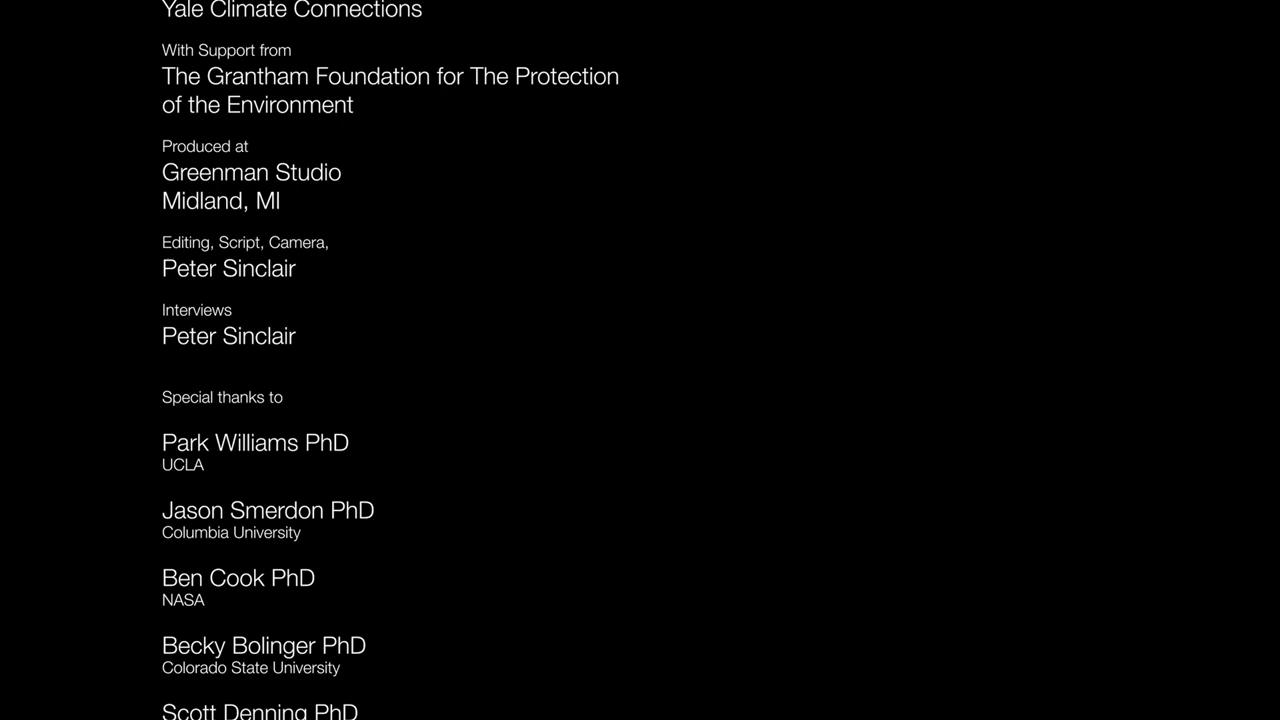 Yale Climate Connections
With Support from
The Grantham Foundation for The Protection
of the Environment
Produced at
Greenman Studio
Midland, MI
Editing, Script, Camera,
Peter Sinclair
Interviews
Peter Sinclair
Special thanks to
Park Williams PhD
UCLA
Jason Smerdon PhD
Columbia University
Ben Cook PhD
NASA
Becky Bolinger PhD
Colorado State University
Scott Denning PhD